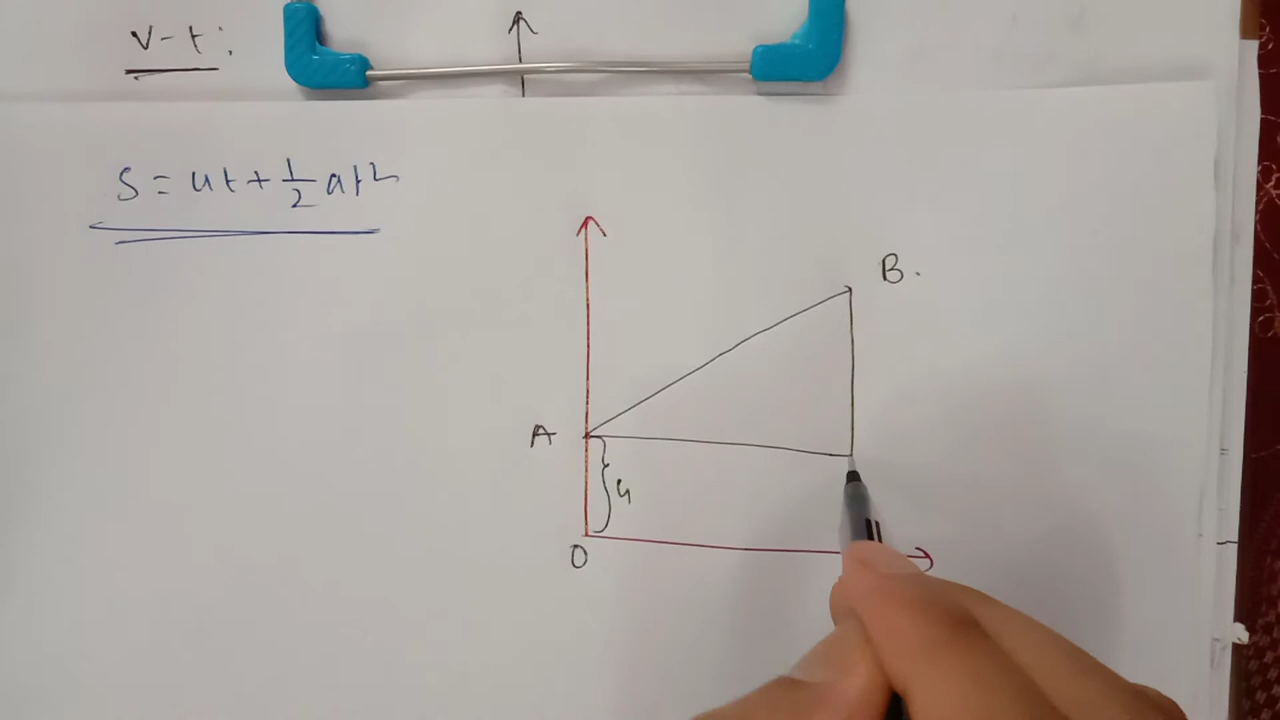 v-t:
S = ut + 1/2 at2
B.
A
u
O